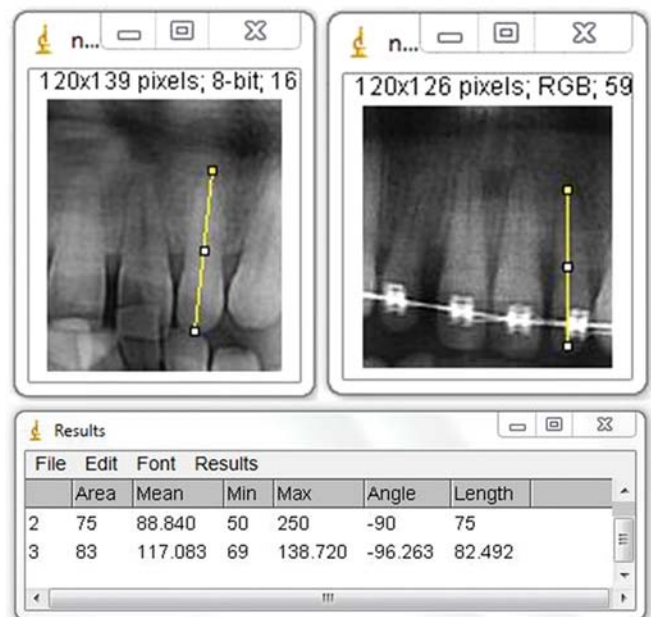 n...
120x139 pixels; 8-bit; 16
n...
120x126 pixels; RGB; 59
Results
File Edit Font Results
Area Mean Min Max Angle Length
2 75 88.840 50 250 -90 75
3 83 117.083 69 138.720 -96.263 82.492